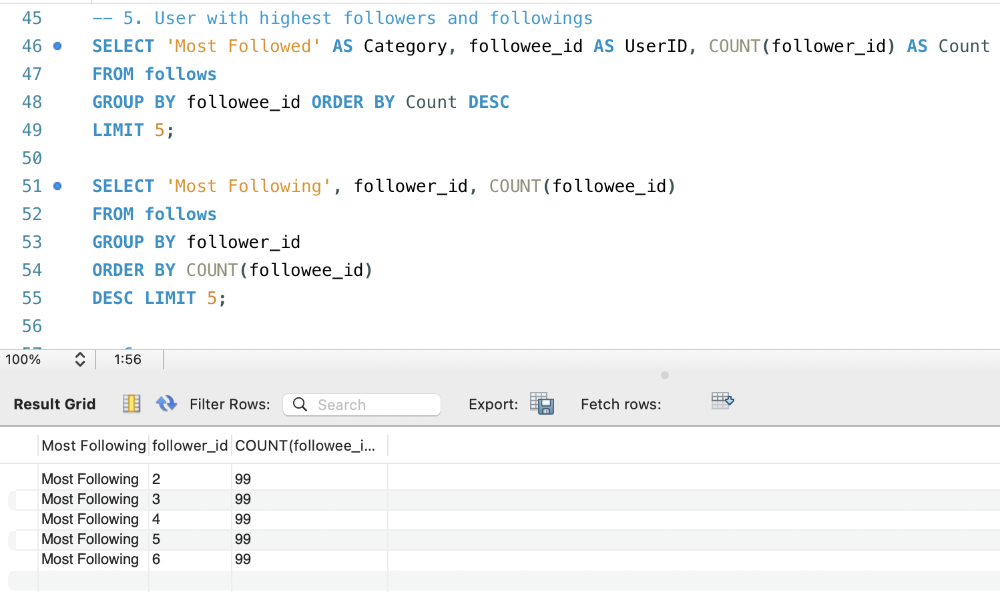 45 -- 5. User with highest followers and followings
46 SELECT 'Most Followed' AS Category, followee_id AS UserID, COUNT(follower_id) AS Count
47 FROM follows
48 GROUP BY followee_id ORDER BY Count DESC
49 LIMIT 5;
50
51 SELECT 'Most Following', follower_id, COUNT(followee_id)
52 FROM follows
53 GROUP BY follower_id
54 ORDER BY COUNT(followee_id)
55 DESC LIMIT 5;
56
100% 1:56
Result Grid Filter Rows: Search Export: Fetch rows:
Most Following follower_id COUNT(followee_i...
Most Following 2 99
Most Following 3 99
Most Following 4 99
Most Following 5 99
Most Following 6 99